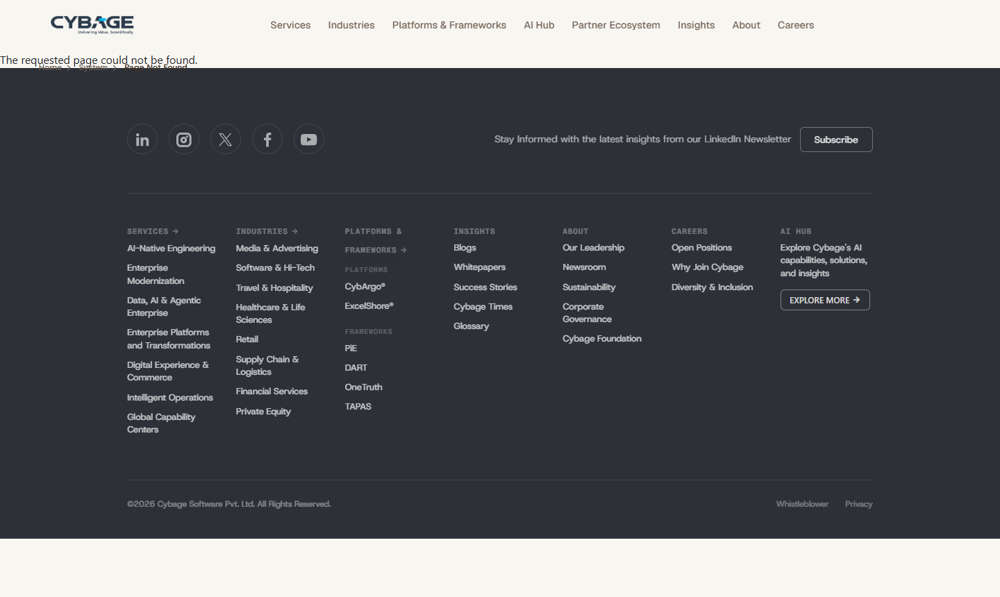 CYBAGE
Delivering Value. Scientifically.
Services Industries Platforms & Frameworks AI Hub Partner Ecosystem Insights About Careers
The requested page could not be found.
Home > System > Page Not Found
Stay Informed with the latest insights from our LinkedIn Newsletter Subscribe
SERVICES →
AI-Native Engineering
Enterprise
Modernization
Data, AI & Agentic
Enterprise
Enterprise Platforms
and Transformations
Digital Experience &
Commerce
Intelligent Operations
Global Capability
Centers
INDUSTRIES →
Media & Advertising
Software & Hi-Tech
Travel & Hospitality
Healthcare & Life
Sciences
Retail
Supply Chain &
Logistics
Financial Services
Private Equity
PLATFORMS &
FRAMEWORKS →
PLATFORMS
CybArgo®
ExcelShore®
FRAMEWORKS
PiE
DART
OneTruth
TAPAS
INSIGHTS
Blogs
Whitepapers
Success Stories
Cybage Times
Glossary
ABOUT
Our Leadership
Newsroom
Sustainability
Corporate
Governance
Cybage Foundation
CAREERS
Open Positions
Why Join Cybage
Diversity & Inclusion
AI HUB
Explore Cybage's AI
capabilities, solutions,
and insights
EXPLORE MORE →
©2026 Cybage Software Pvt. Ltd. All Rights Reserved.
Whistleblower Privacy